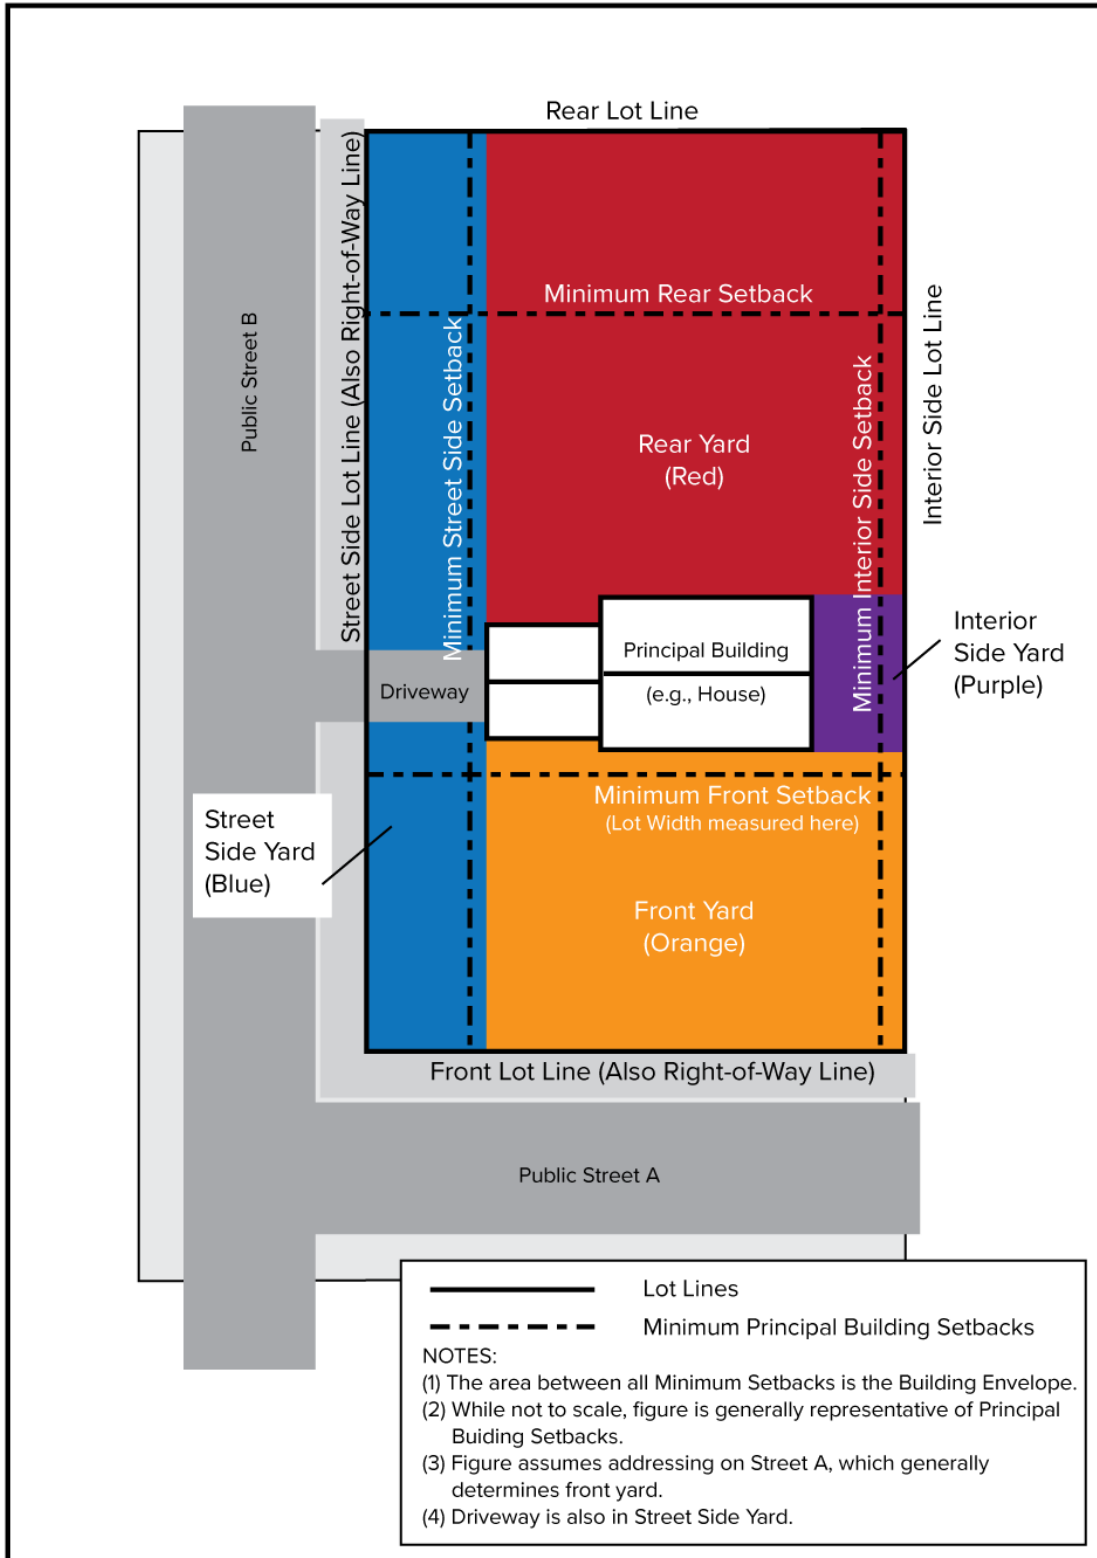 Rear Lot Line
Street Side Lot Line (Also Right-of-Way Line)
Public Street B
Minimum Rear Setback
Minimum Street Side Setback
Interior Side Lot Line
Minimum Interior Side Setback
Rear Yard
(Red)
Principal Building
(e.g., House)
Interior
Side Yard
(Purple)
Driveway
Minimum Front Setback
(Lot Width measured here)
Street
Side Yard
(Blue)
Front Yard
(Orange)
Front Lot Line (Also Right-of-Way Line)
Public Street A
Lot Lines
Minimum Principal Building Setbacks
NOTES:
(1) The area between all Minimum Setbacks is the Building Envelope.
(2) While not to scale, figure is generally representative of Principal
Buiding Setbacks.
(3) Figure assumes addressing on Street A, which generally
determines front yard.
(4) Driveway is also in Street Side Yard.